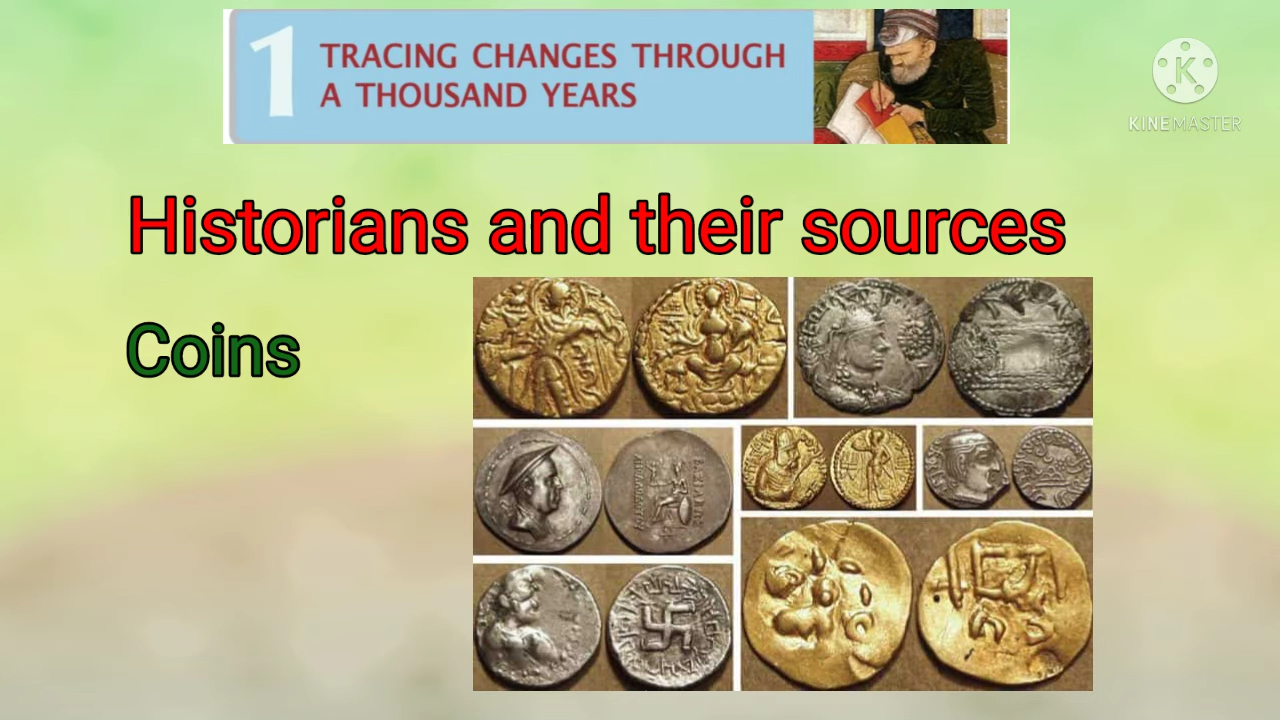 1
TRACING CHANGES THROUGH
A THOUSAND YEARS
KINEMASTER
Historians and their sources
Coins